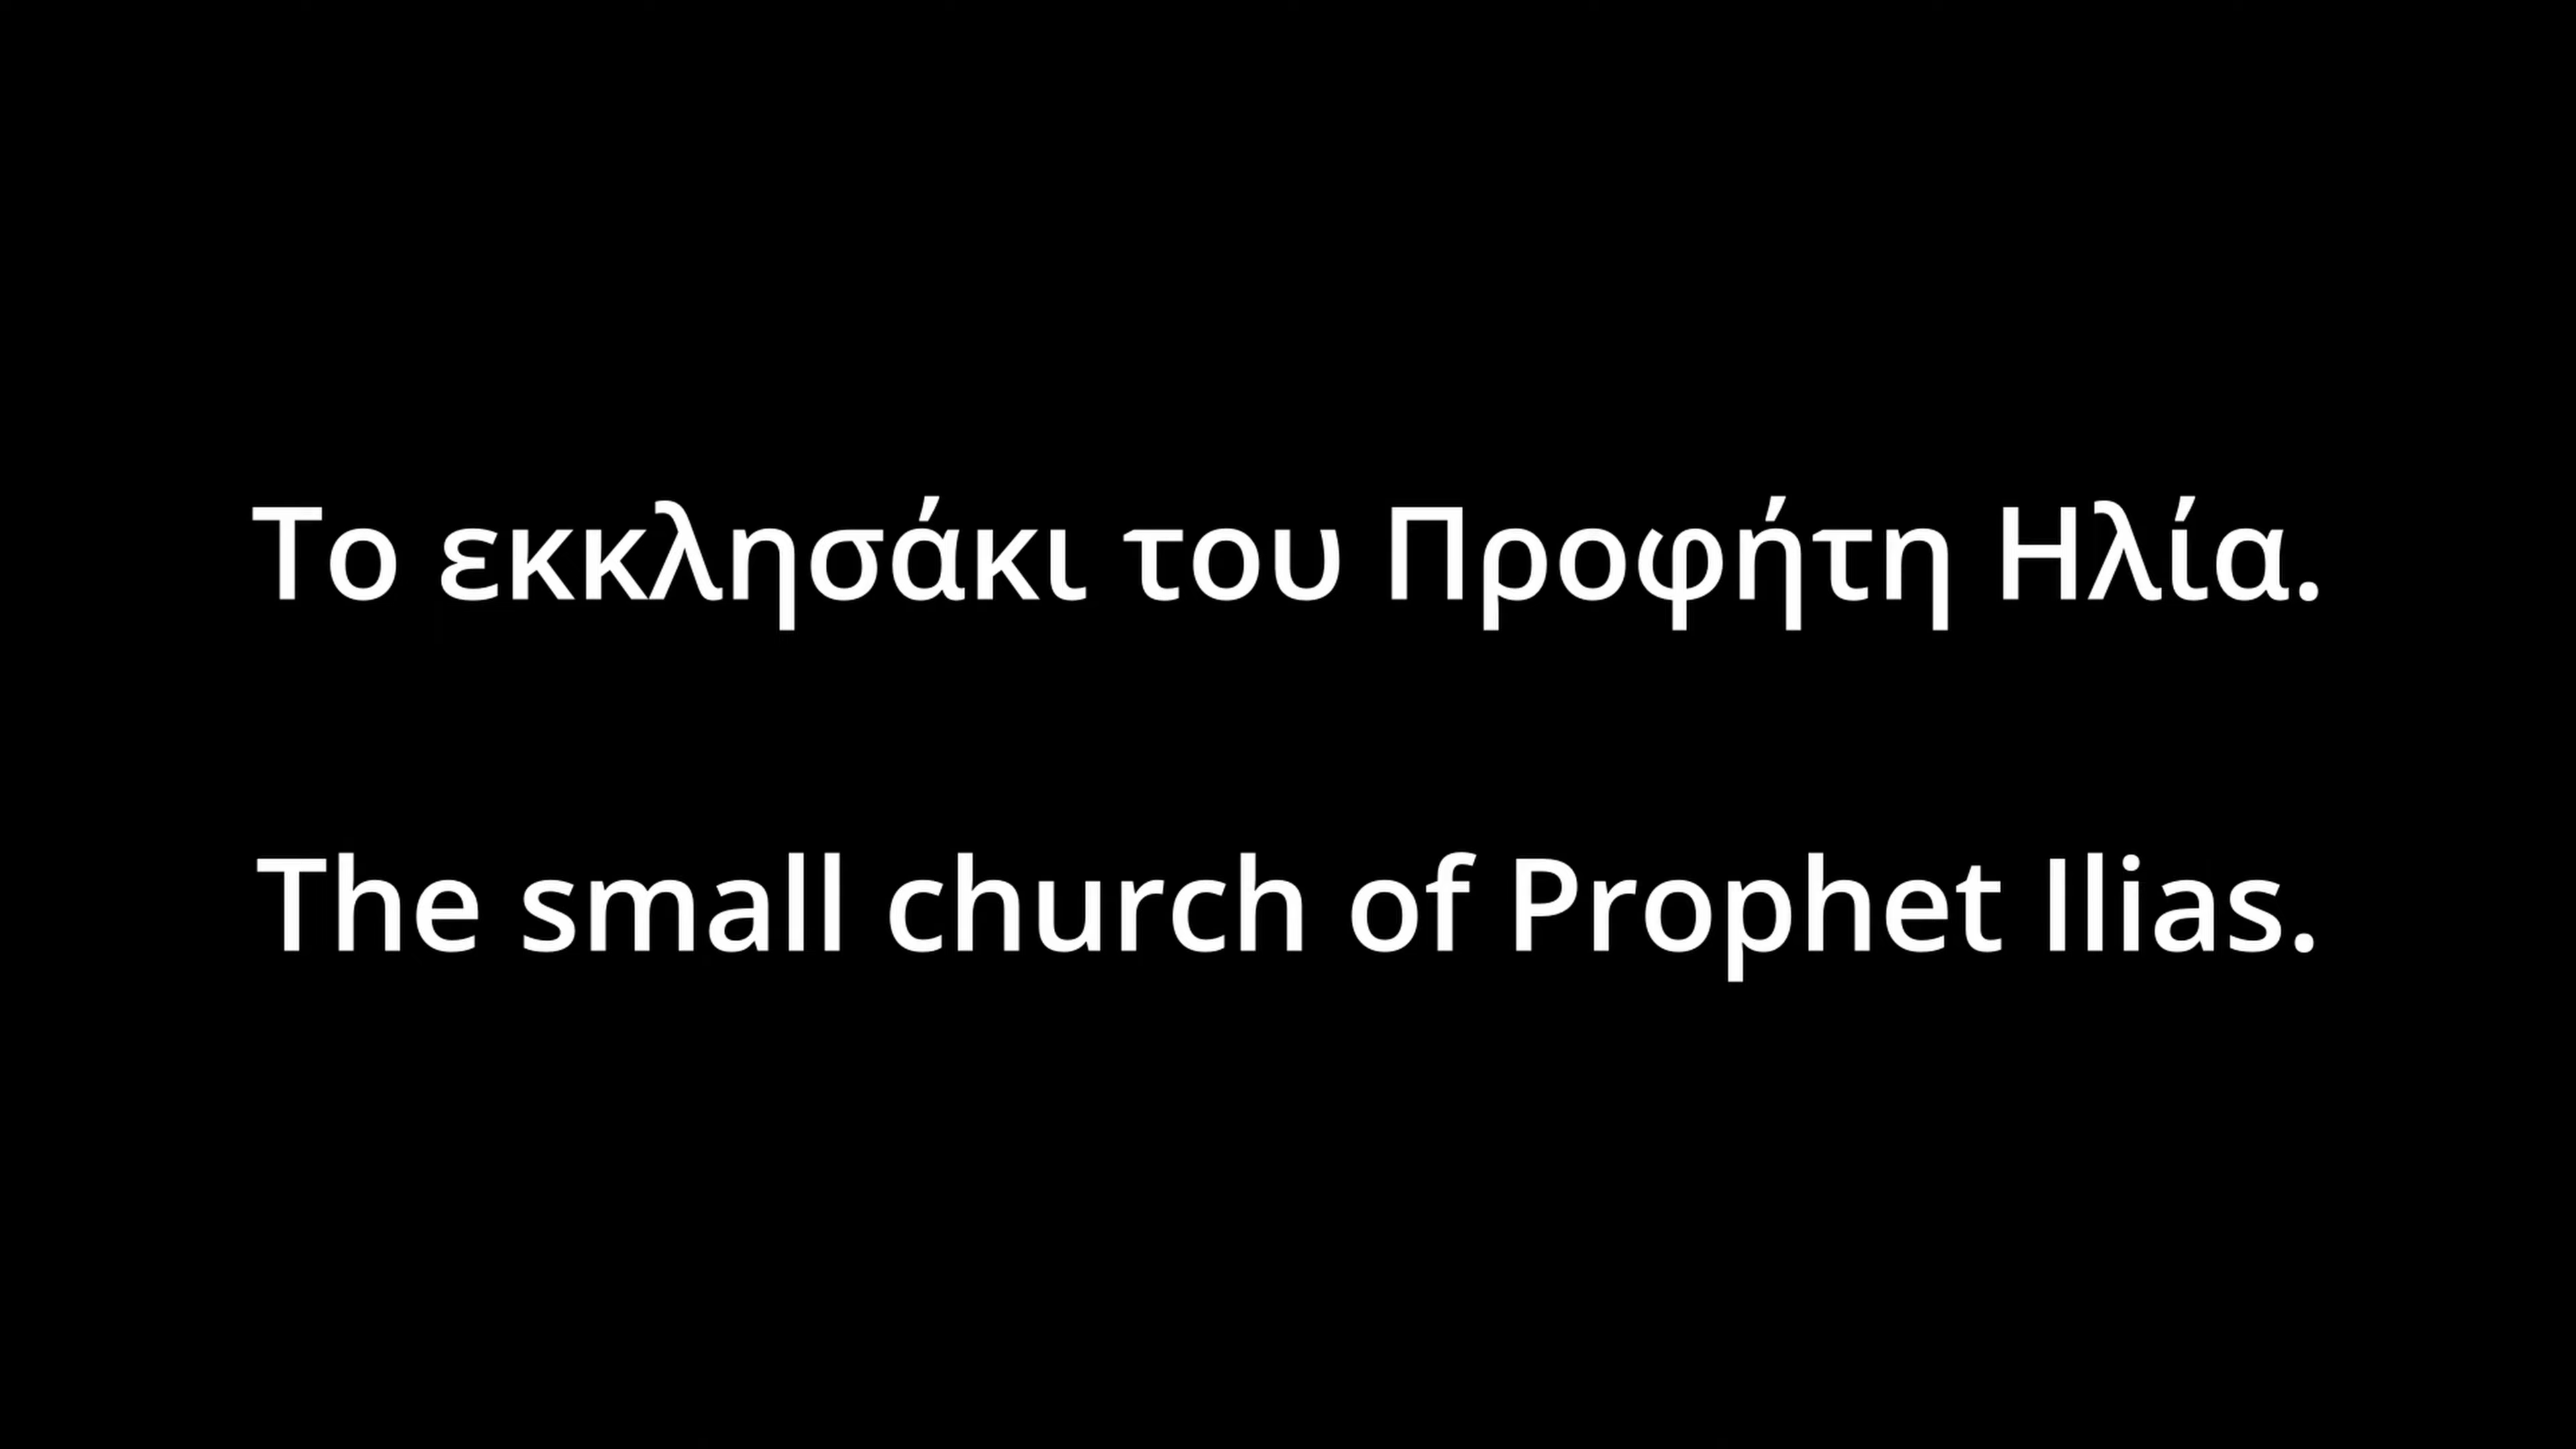 Το εκκλησάκι του Προφήτη Ηλία.
The small church of Prophet Ilias.